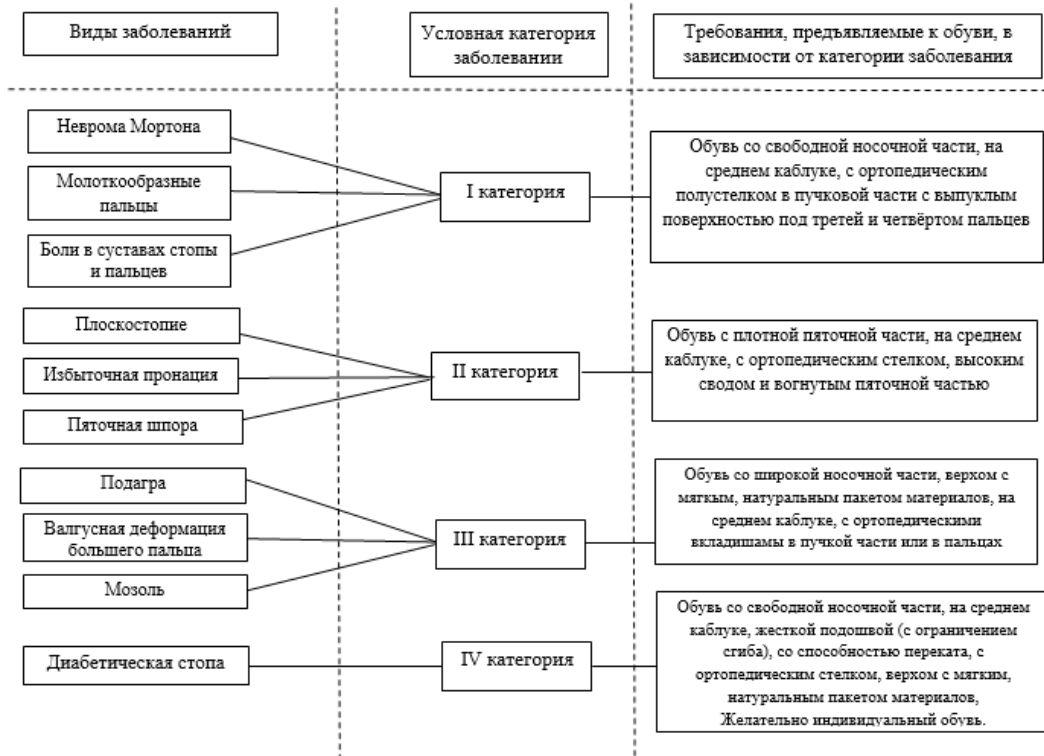 Виды заболеваний
Условная категория
заболевании
Требования, предъявляемые к обуви, в
зависимости от категории заболевания
Неврома Мортона
Молоткообразные
пальцы
Боли в суставах стопы
и пальцев
I категория
Обувь со свободной носочной части, на
среднем каблуке, с ортопедическим
полустелком в пучковой части с выпуклым
поверхностью под третей и четвёртом пальцев
Плоскостопие
Избыточная пронация
Пяточная шпора
II категория
Обувь с плотной пяточной части, на среднем
каблуке, с ортопедическим стелком, высоким
сводом и вогнутым пяточной частью
Подагра
Валгусная деформация
большего пальца
Мозоль
III категория
Обувь со широкой носочной части, верхом с
мягким, натуральным пакетом материалов, на
среднем каблуке, с ортопедическими
вкладишамы в пучкой части или в пальцах
Диабетическая стопа
IV категория
Обувь со свободной носочной части, на среднем
каблуке, жесткой подошвой (с ограничением
сгиба), со способностью переката, с
ортопедическим стелком, верхом с мягким,
натуральным пакетом материалов,
Желательно индивидуальный обувь.